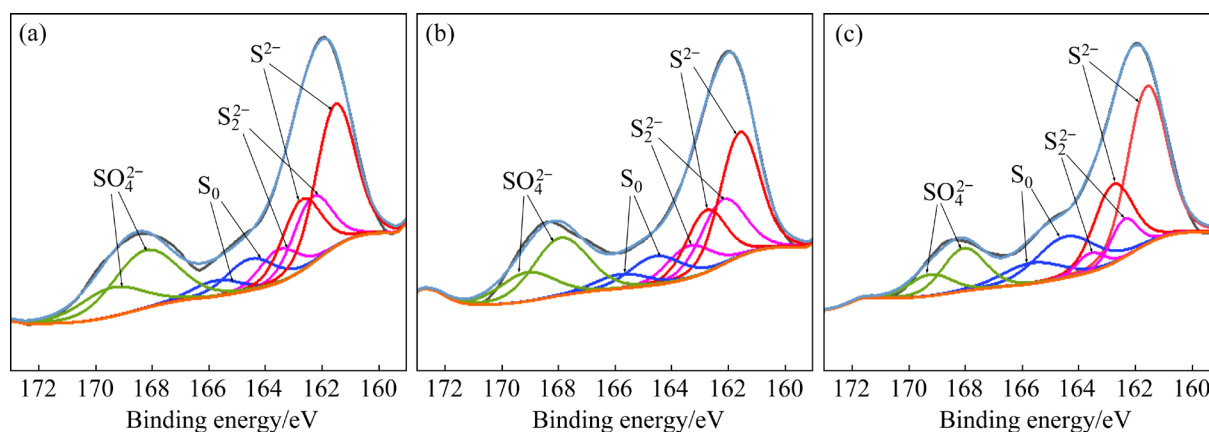 (a)
S²⁻
S₂²⁻
SO₄²⁻
S₀
172 170 168 166 164 162 160
Binding energy/eV
(b)
S²⁻
S₂²⁻
SO₄²⁻
S₀
172 170 168 166 164 162 160
Binding energy/eV
(c)
S²⁻
S₂²⁻
S₀
SO₄²⁻
172 170 168 166 164 162 160
Binding energy/eV